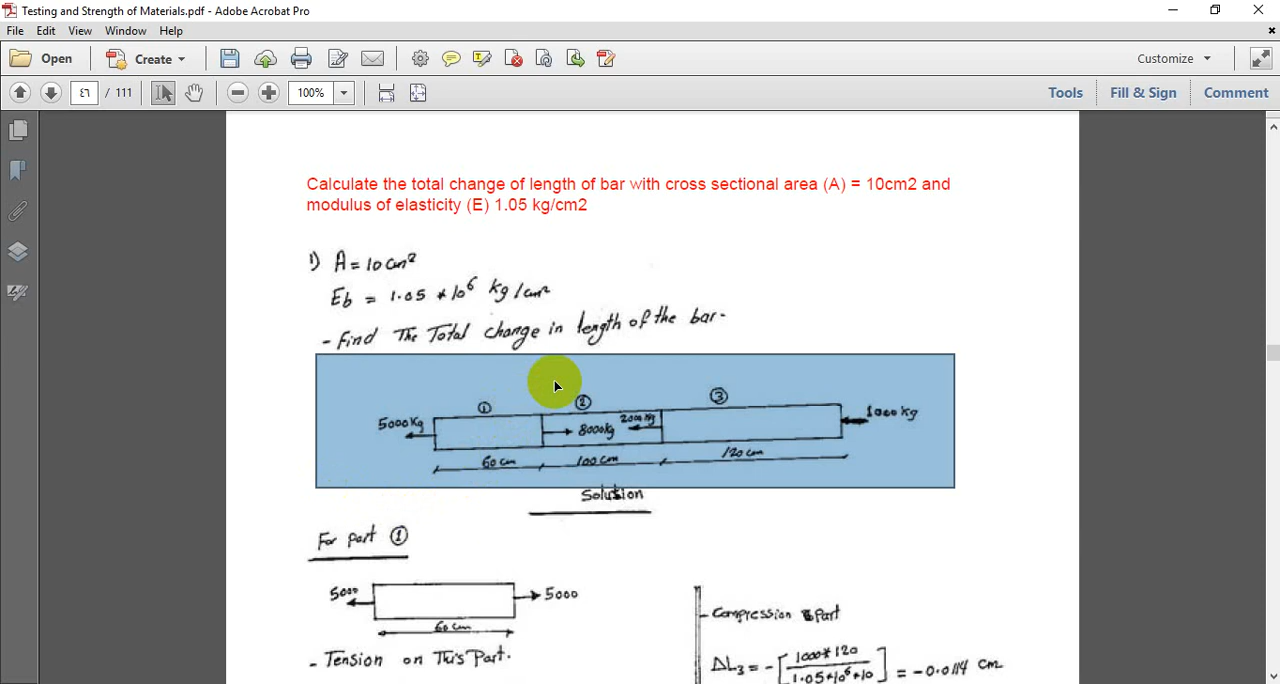 Testing and Strength of Materials.pdf - Adobe Acrobat Pro
File Edit View Window Help
Open Create Customize
٤٦ / 111 100% Tools Fill & Sign Comment
Calculate the total change of length of bar with cross sectional area (A) = 10cm2 and
modulus of elasticity (E) 1.05 kg/cm2
1) A = 10 cm²
Eb = 1.05 * 10⁶ kg/cm²
- Find The Total change in length of the bar-
① ② ③
5000 Kg 8000Kg 2000 Kg 1000 Kg
60 cm 100 cm 120 cm
Solution
For part ①
5000 5000
60 cm
- Tension on This Part.
- Compression Part
ΔL₃ = - [1000*120 / 1.05*10⁶*10] = -0.0114 cm